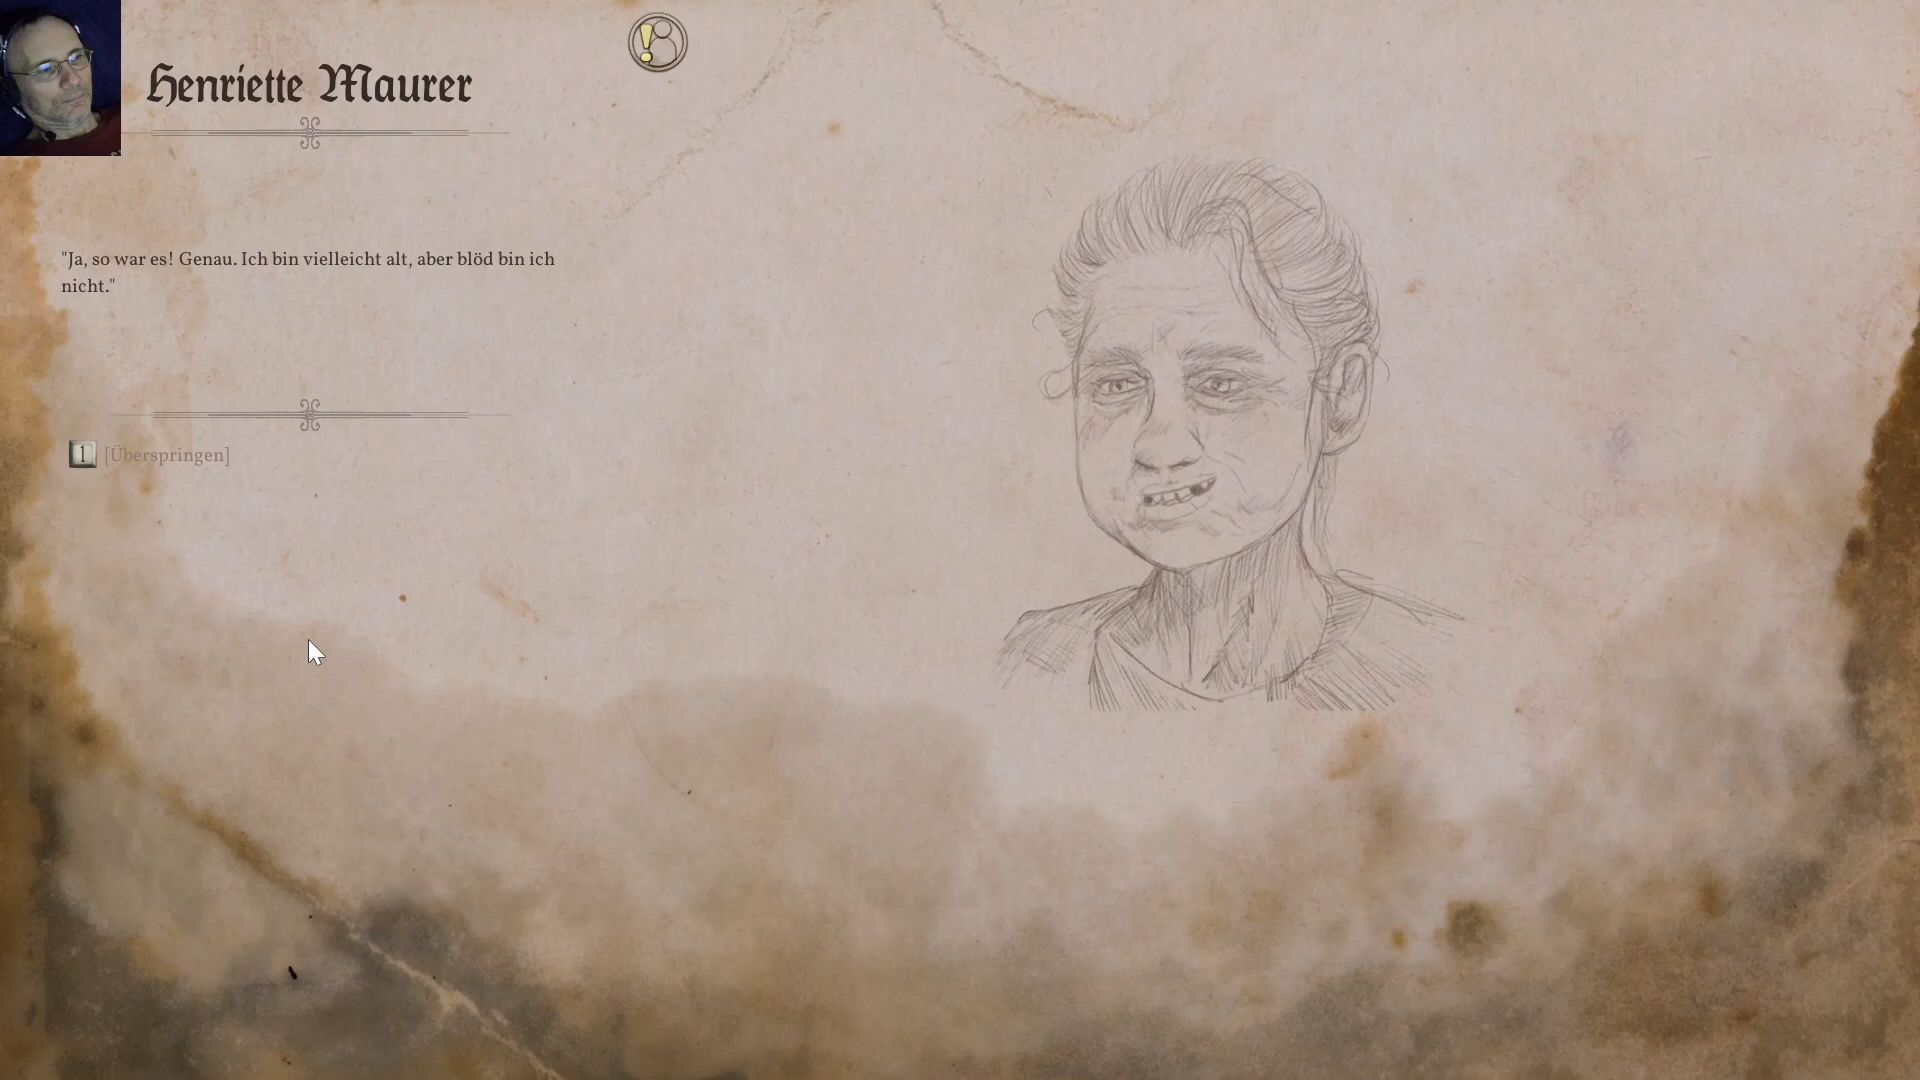 Henriette Maurer
"Ja, so war es! Genau. Ich bin vielleicht alt, aber blöd bin ich
nicht."
1 [Überspringen]